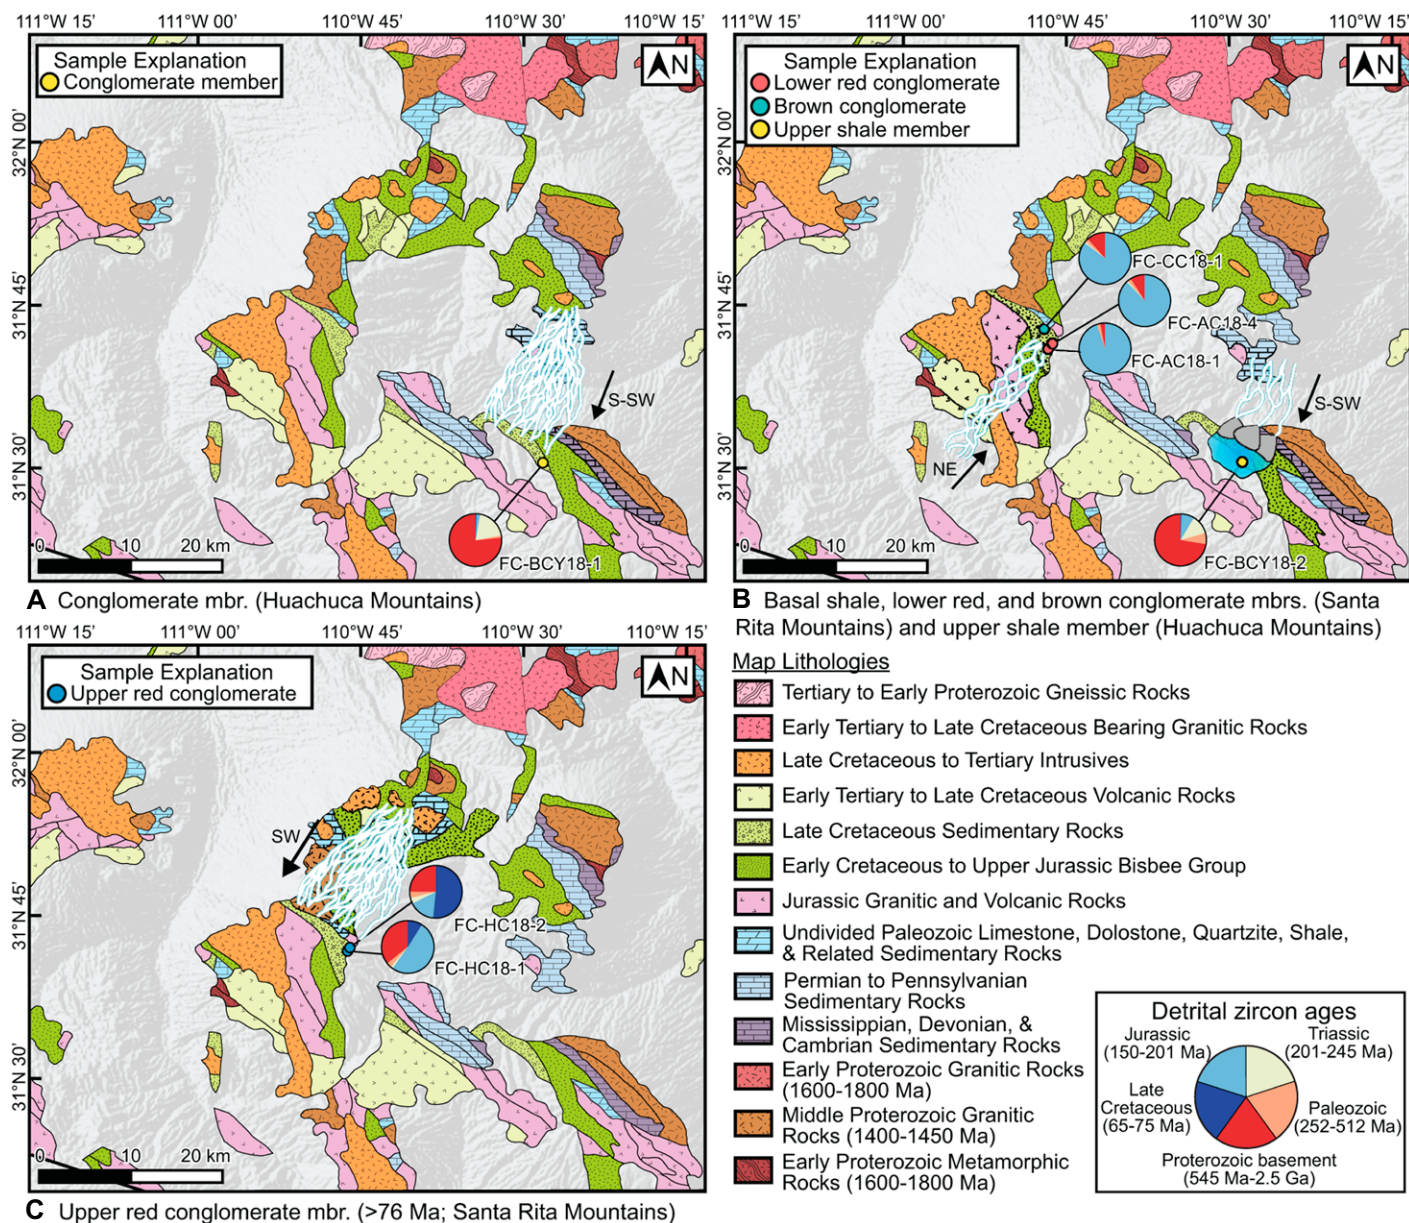 111°W 15' 111°W 00' 110°W 45' 110°W 30' 110°W 15'
32°N 00'
31°N 45'
31°N 30'
Sample Explanation
Conglomerate member
N
S-SW
FC-BCY18-1
0 10 20 km
A Conglomerate mbr. (Huachuca Mountains)
111°W 00' 110°W 45' 110°W 30' 110°W 15'
32°N 00'
31°N 45'
31°N 30'
Sample Explanation
Lower red conglomerate
Brown conglomerate
Upper shale member
N
FC-CC18-1
FC-AC18-4
FC-AC18-1
S-SW
NE
FC-BCY18-2
0 10 20 km
B Basal shale, lower red, and brown conglomerate mbrs. (Santa
Rita Mountains) and upper shale member (Huachuca Mountains)
111°W 15' 111°W 00' 110°W 45' 110°W 30' 110°W 15'
32°N 00'
31°N 45'
31°N 30'
Sample Explanation
Upper red conglomerate
N
SW
FC-HC18-2
FC-HC18-1
0 10 20 km
C Upper red conglomerate mbr. (>76 Ma; Santa Rita Mountains)
Map Lithologies
Tertiary to Early Proterozoic Gneissic Rocks
Early Tertiary to Late Cretaceous Bearing Granitic Rocks
Late Cretaceous to Tertiary Intrusives
Early Tertiary to Late Cretaceous Volcanic Rocks
Late Cretaceous Sedimentary Rocks
Early Cretaceous to Upper Jurassic Bisbee Group
Jurassic Granitic and Volcanic Rocks
Undivided Paleozoic Limestone, Dolostone, Quartzite, Shale,
& Related Sedimentary Rocks
Permian to Pennsylvanian
Sedimentary Rocks
Mississippian, Devonian, &
Cambrian Sedimentary Rocks
Early Proterozoic Granitic Rocks
(1600-1800 Ma)
Middle Proterozoic Granitic
Rocks (1400-1450 Ma)
Early Proterozoic Metamorphic
Rocks (1600-1800 Ma)
Detrital zircon ages
Jurassic
(150-201 Ma)
Triassic
(201-245 Ma)
Late
Cretaceous
(65-75 Ma)
Paleozoic
(252-512 Ma)
Proterozoic basement
(545 Ma-2.5 Ga)